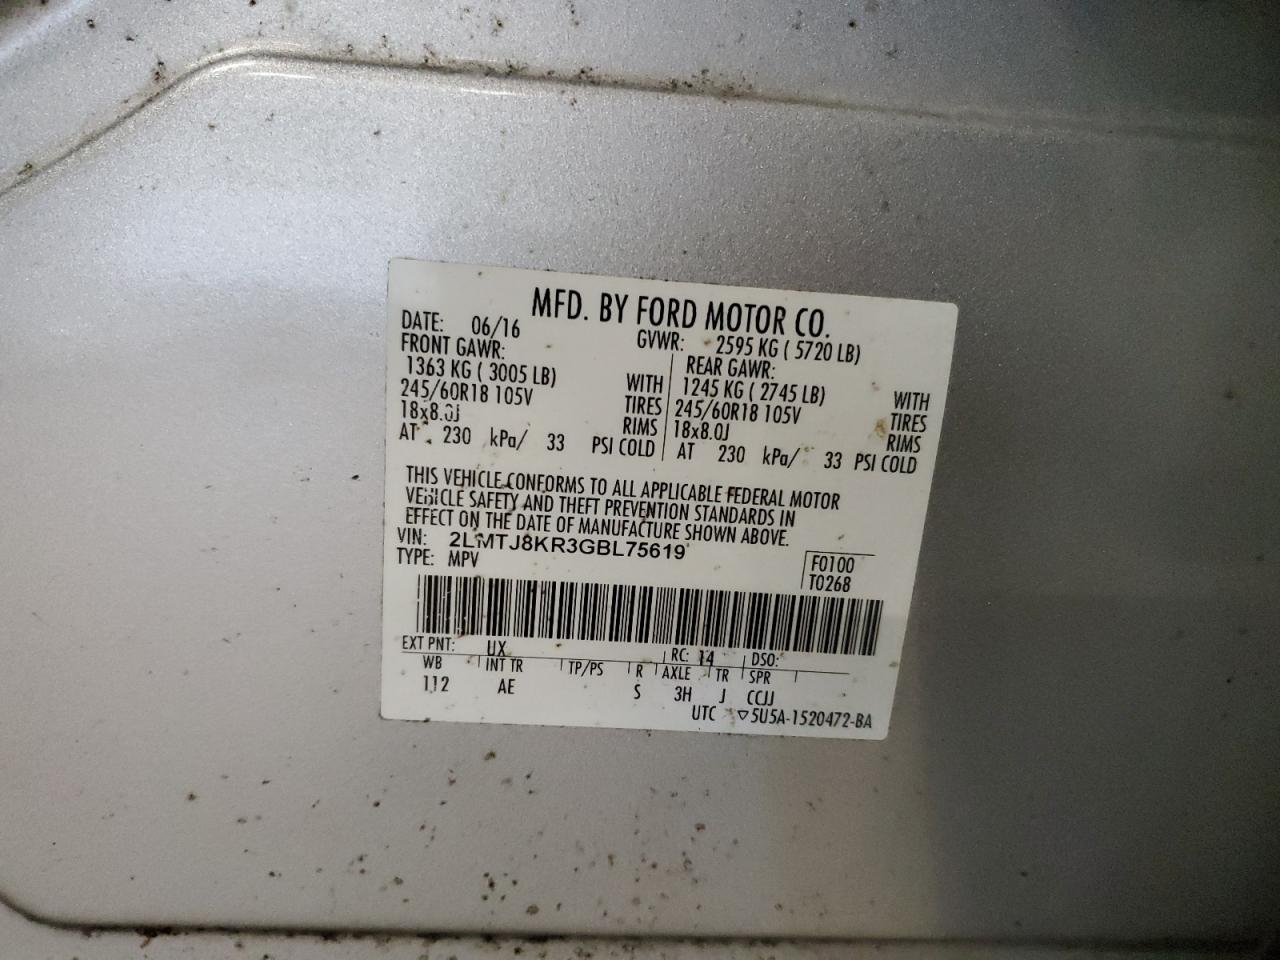 MFD. BY FORD MOTOR CO.
DATE: 06/16 GVWR: 2595 KG ( 5720 LB)
FRONT GAWR: REAR GAWR:
1363 KG ( 3005 LB) WITH 1245 KG ( 2745 LB) WITH
245/60R18 105V TIRES 245/60R18 105V TIRES
18x8.0J RIMS 18x8.0J RIMS
AT 230 kPa/ 33 PSI COLD AT 230 kPa/ 33 PSI COLD
THIS VEHICLE CONFORMS TO ALL APPLICABLE FEDERAL MOTOR
VEHICLE SAFETY AND THEFT PREVENTION STANDARDS IN
EFFECT ON THE DATE OF MANUFACTURE SHOWN ABOVE.
VIN: 2LMTJ8KR3GBL75619
TYPE: MPV F0100
T0268
EXT PNT: UX RC: 14 DSO:
WB INT TR TP/PS R AXLE TR SPR
112 AE S 3H J CCJJ
UTC ▽5U5A-1520472-BA